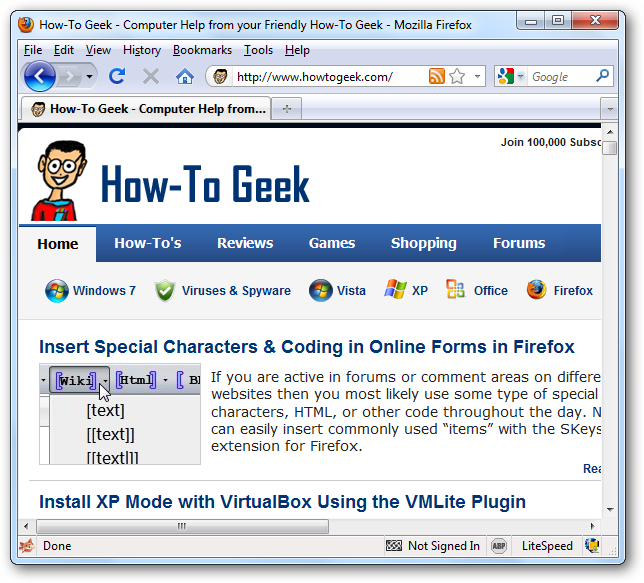 How-To Geek - Computer Help from your Friendly How-To Geek - Mozilla Firefox
File Edit View History Bookmarks Tools Help
http://www.howtogeek.com/ Google
How-To Geek - Computer Help from...
Join 100,000 Subsc
How-To Geek
Home How-To's Reviews Games Shopping Forums
Windows 7 Viruses & Spyware Vista XP Office Firefox
Insert Special Characters & Coding in Online Forms in Firefox
[Wiki] [Html] [ B
[text]
[[text]]
[[text|]]
If you are active in forums or comment areas on differe
websites then you most likely use some type of special
characters, HTML, or other code throughout the day. N
can easily insert commonly used “items” with the SKeys
extension for Firefox.
Rea
Install XP Mode with VirtualBox Using the VMLite Plugin
Done Not Signed In ABP LiteSpeed